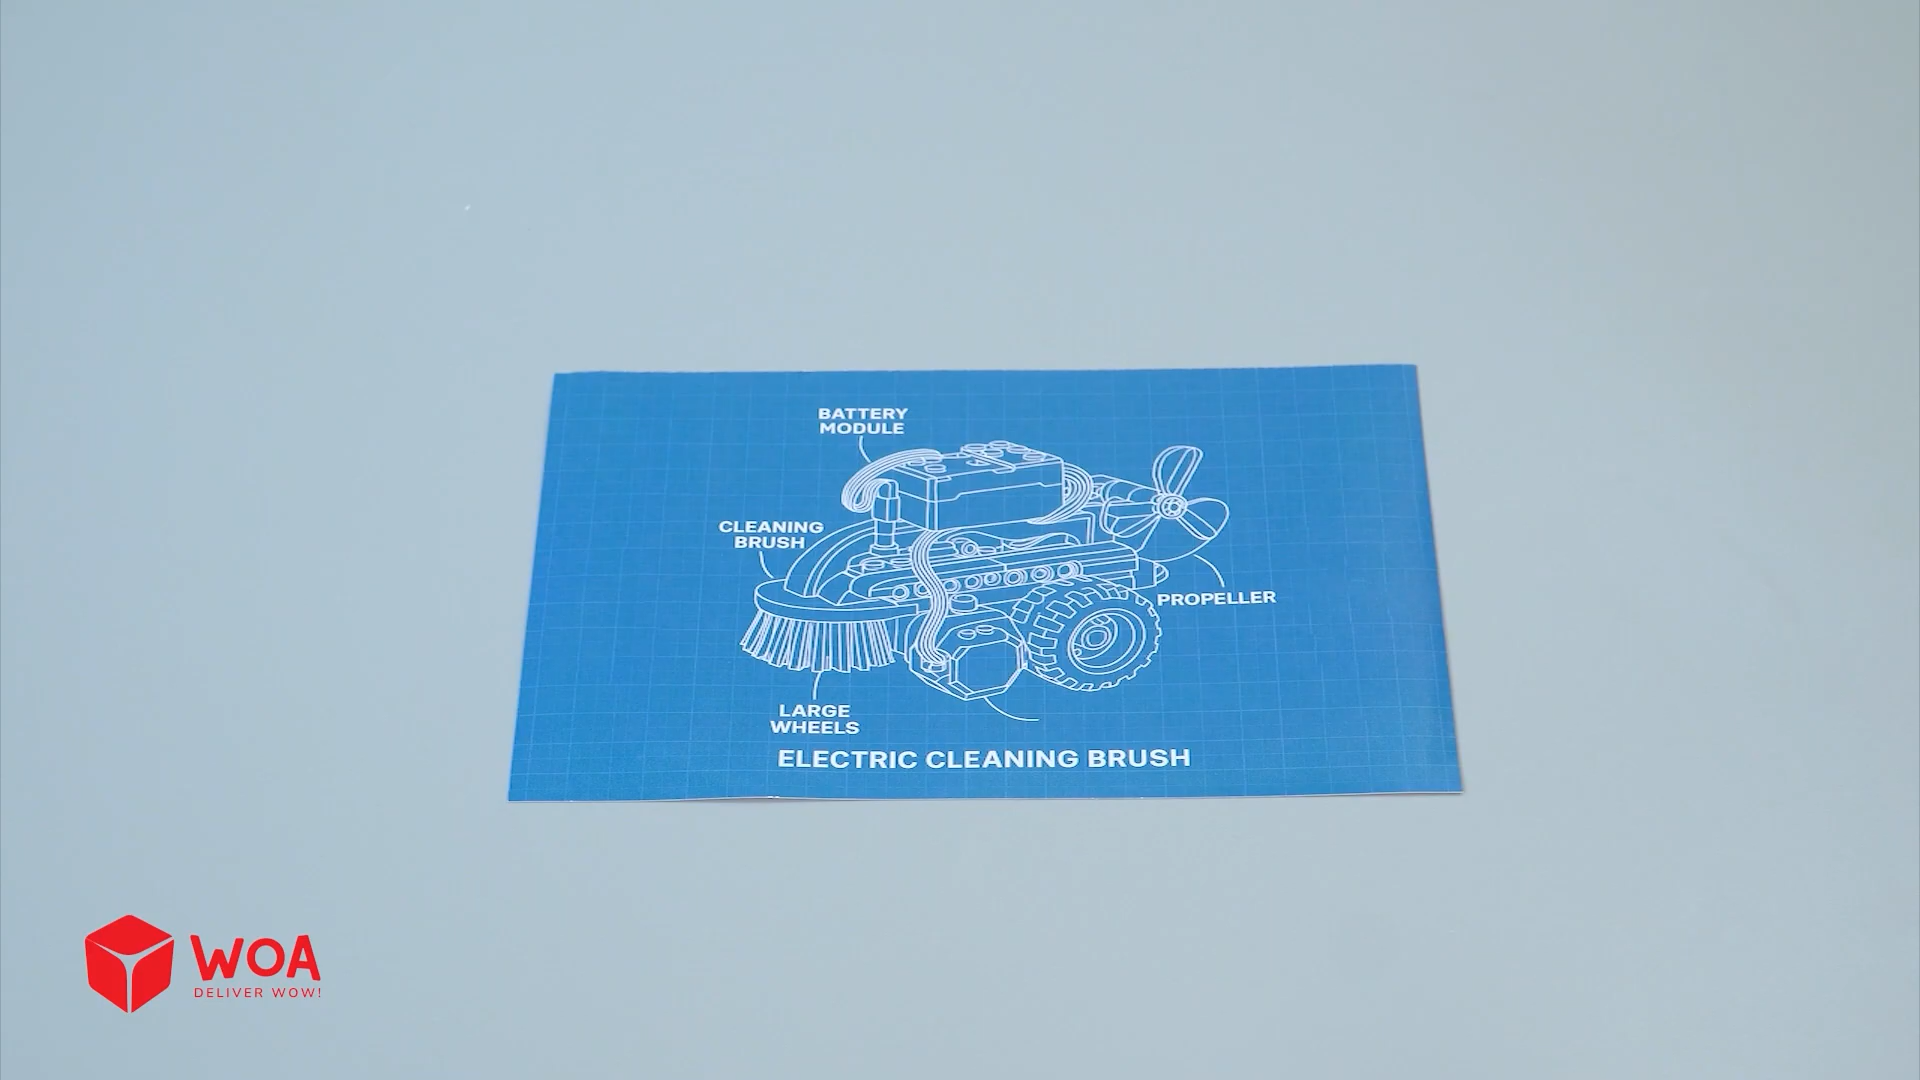 BATTERY
MODULE
CLEANING
BRUSH
PROPELLER
LARGE
WHEELS
ELECTRIC CLEANING BRUSH
WOA
DELIVER WOW!